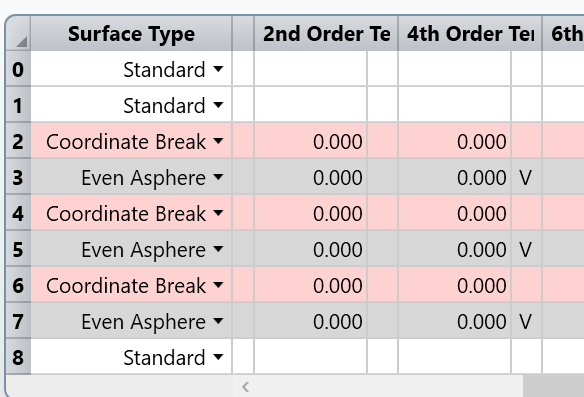 Surface Type 2nd Order Te 4th Order Ter 6th
0 Standard
1 Standard
2 Coordinate Break 0.000 0.000
3 Even Asphere 0.000 0.000 V
4 Coordinate Break 0.000 0.000
5 Even Asphere 0.000 0.000 V
6 Coordinate Break 0.000 0.000
7 Even Asphere 0.000 0.000 V
8 Standard